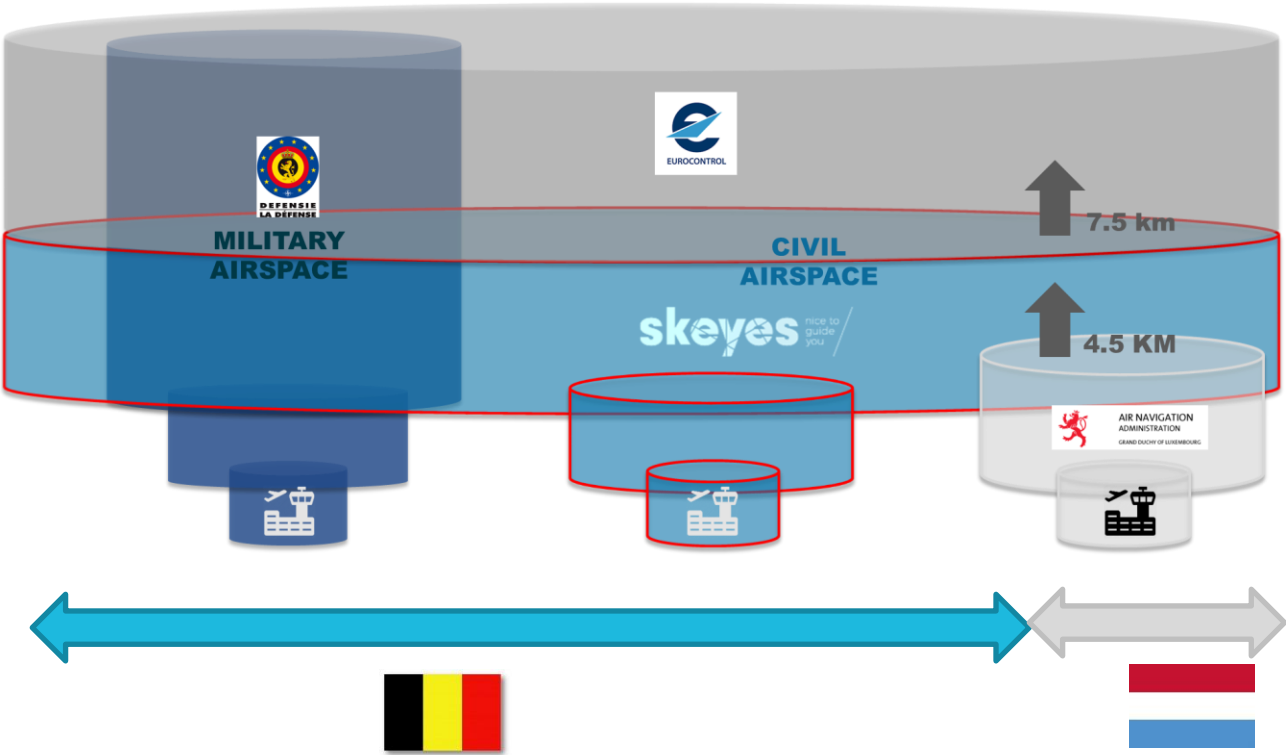 EUROCONTROL
DEFENSIE
LA DÉFENSE
MILITARY
AIRSPACE
CIVIL
AIRSPACE
7.5 km
skeyes
nice to
guide
you
4.5 KM
AIR NAVIGATION
ADMINISTRATION
GRAND DUCHY OF LUXEMBOURG